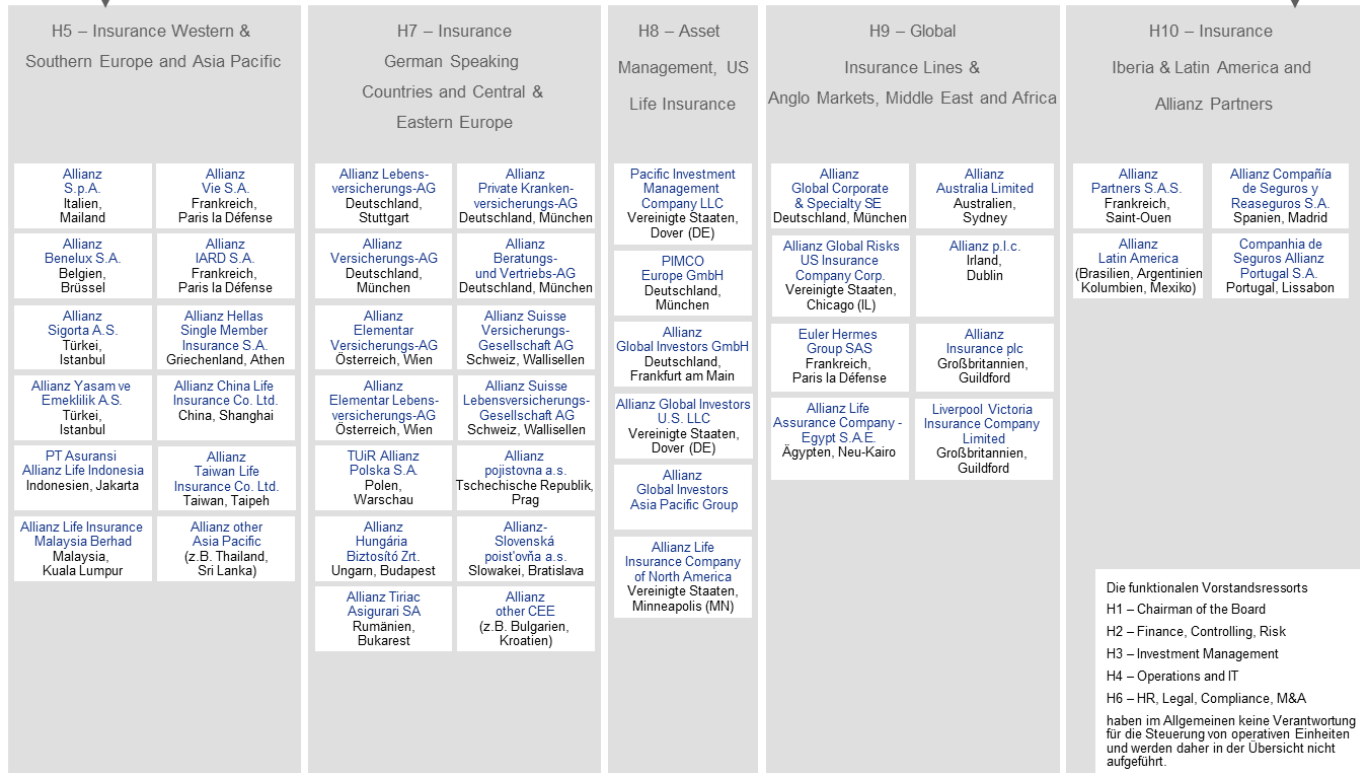 H5 – Insurance Western &
Southern Europe and Asia Pacific
Allianz
S.p.A.
Italien,
Mailand
Allianz
Vie S.A.
Frankreich,
Paris la Défense
Allianz
Benelux S.A.
Belgien,
Brüssel
Allianz
IARD S.A.
Frankreich,
Paris la Défense
Allianz
Sigorta A.S.
Türkei,
Istanbul
Allianz Hellas
Single Member
Insurance S.A.
Griechenland, Athen
Allianz Yasam ve
Emeklilik A.S.
Türkei,
Istanbul
Allianz China Life
Insurance Co. Ltd.
China, Shanghai
PT Asuransi
Allianz Life Indonesia
Indonesien, Jakarta
Allianz
Taiwan Life
Insurance Co. Ltd.
Taiwan, Taipeh
Allianz Life Insurance
Malaysia Berhad
Malaysia,
Kuala Lumpur
Allianz other
Asia Pacific
(z.B. Thailand,
Sri Lanka)
H7 – Insurance
German Speaking
Countries and Central &
Eastern Europe
Allianz Lebens-
versicherungs-AG
Deutschland,
Stuttgart
Allianz
Private Kranken-
versicherungs-AG
Deutschland, München
Allianz
Versicherungs-AG
Deutschland,
München
Allianz
Beratungs-
und Vertriebs-AG
Deutschland, München
Allianz
Elementar
Versicherungs-AG
Österreich, Wien
Allianz Suisse
Versicherungs-
Gesellschaft AG
Schweiz, Wallisellen
Allianz
Elementar Lebens-
versicherungs-AG
Österreich, Wien
Allianz Suisse
Lebensversicherungs-
Gesellschaft AG
Schweiz, Wallisellen
TUiR Allianz
Polska S.A.
Polen,
Warschau
Allianz
pojistovna a.s.
Tschechische Republik,
Prag
Allianz
Hungária
Biztosító Zrt.
Ungarn, Budapest
Allianz-
Slovenská
poist'ovňa a.s.
Slowakei, Bratislava
Allianz Tiriac
Asigurari SA
Rumänien,
Bukarest
Allianz
other CEE
(z.B. Bulgarien,
Kroatien)
H8 – Asset
Management, US
Life Insurance
Pacific Investment
Management
Company LLC
Vereinigte Staaten,
Dover (DE)
PIMCO
Europe GmbH
Deutschland,
München
Allianz
Global Investors GmbH
Deutschland,
Frankfurt am Main
Allianz Global Investors
U.S. LLC
Vereinigte Staaten,
Dover (DE)
Allianz
Global Investors
Asia Pacific Group
Allianz Life
Insurance Company
of North America
Vereinigte Staaten,
Minneapolis (MN)
H9 – Global
Insurance Lines &
Anglo Markets, Middle East and Africa
Allianz
Global Corporate
& Specialty SE
Deutschland, München
Allianz
Australia Limited
Australien,
Sydney
Allianz Global Risks
US Insurance
Company Corp.
Vereinigte Staaten,
Chicago (IL)
Allianz p.l.c.
Irland,
Dublin
Euler Hermes
Group SAS
Frankreich,
Paris la Défense
Allianz
Insurance plc
Großbritannien,
Guildford
Allianz Life
Assurance Company -
Egypt S.A.E.
Ägypten, Neu-Kairo
Liverpool Victoria
Insurance Company
Limited
Großbritannien,
Guildford
H10 – Insurance
Iberia & Latin America and
Allianz Partners
Allianz
Partners S.A.S.
Frankreich,
Saint-Ouen
Allianz Compañía
de Seguros y
Reaseguros S.A.
Spanien, Madrid
Allianz
Latin America
(Brasilien, Argentinien
Kolumbien, Mexiko)
Companhia de
Seguros Allianz
Portugal S.A.
Portugal, Lissabon
Die funktionalen Vorstandsressorts
H1 – Chairman of the Board
H2 – Finance, Controlling, Risk
H3 – Investment Management
H4 – Operations and IT
H6 – HR, Legal, Compliance, M&A
haben im Allgemeinen keine Verantwortung
für die Steuerung von operativen Einheiten
und werden daher in der Übersicht nicht
aufgeführt.